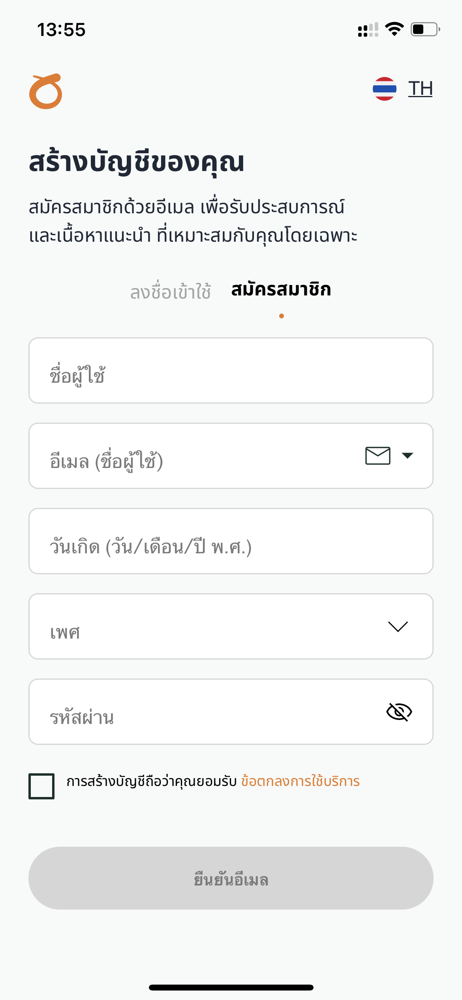 13:55
TH
สร้างบัญชีของคุณ
สมัครสมาชิกด้วยอีเมล เพื่อรับประสบการณ์
และเนื้อหาแนะนำ ที่เหมาะสมกับคุณโดยเฉพาะ
ลงชื่อเข้าใช้ สมัครสมาชิก
ชื่อผู้ใช้
อีเมล (ชื่อผู้ใช้)
วันเกิด (วัน/เดือน/ปี พ.ศ.)
เพศ
รหัสผ่าน
การสร้างบัญชีถือว่าคุณยอมรับ ข้อตกลงการใช้บริการ
ยืนยันอีเมล